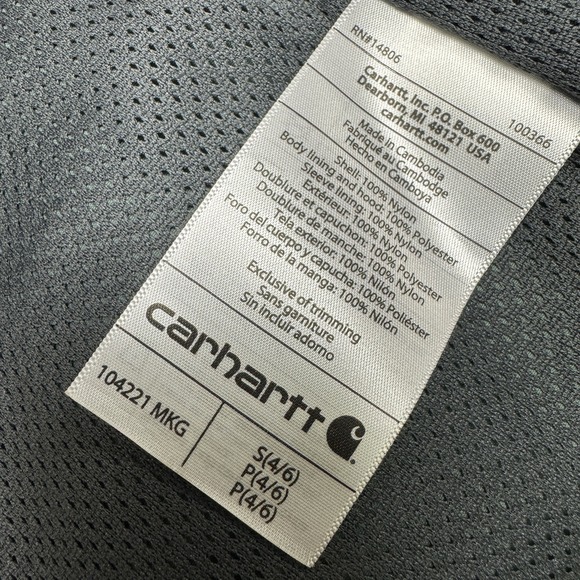 RN#14806
100366
Carhartt, Inc. P.O. Box 600
Dearborn, MI 48121 USA
carhartt.com
Made in Cambodia
Fabriqué au Cambodge
Hecho en Camboya
Shell: 100% Nylon
Body lining and hood: 100% Polyester
Sleeve lining: 100% Nylon
Extérieur: 100% Nylon
Doublure et capuchon: 100% Polyester
Doublure de manche: 100% Nylon
Tela exterior: 100% Nilón
Foro del cuerpo y capucha: 100% Poliéster
Forro de la manga: 100% Nilón
Exclusive of trimming
Sans garniture
Sin incluir adorno
carhartt
104221 MKG
S(4/6)
P(4/6)
P(4/6)